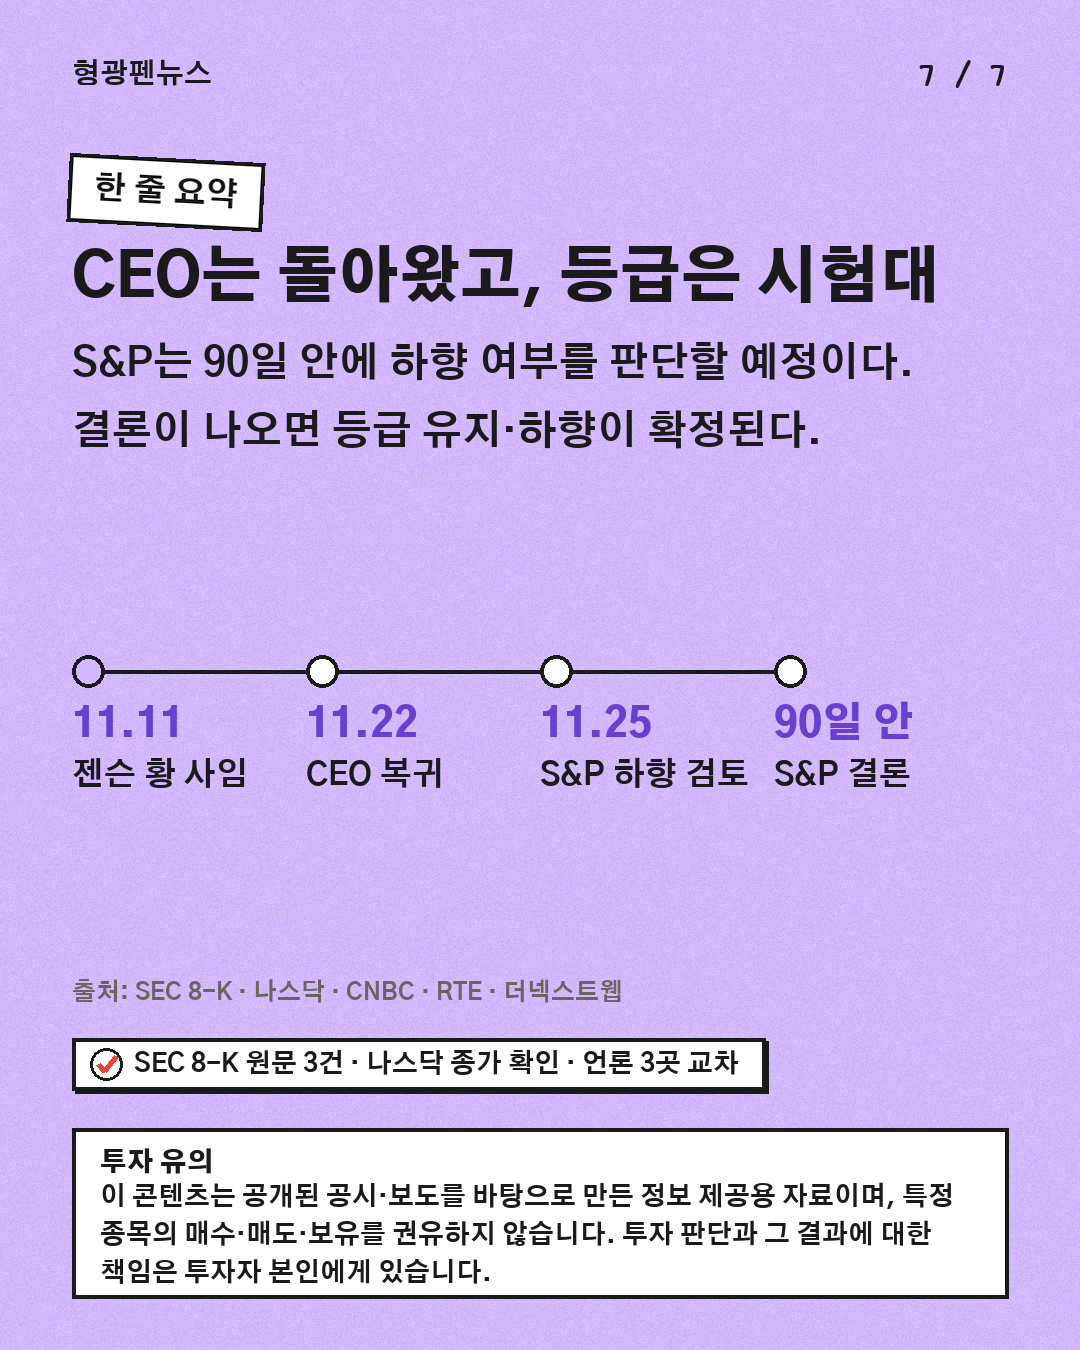 형광펜뉴스
7 / 7
한 줄 요약
CEO는 돌아왔고, 등급은 시험대
S&P는 90일 안에 하향 여부를 판단할 예정이다.
결론이 나오면 등급 유지·하향이 확정된다.
11.11 11.22 11.25 90일 안
젠슨 황 사임 CEO 복귀 S&P 하향 검토 S&P 결론
출처: SEC 8-K · 나스닥 · CNBC · RTE · 더넥스트웹
SEC 8-K 원문 3건 · 나스닥 종가 확인 · 언론 3곳 교차
투자 유의
이 콘텐츠는 공개된 공시·보도를 바탕으로 만든 정보 제공용 자료이며, 특정
종목의 매수·매도·보유를 권유하지 않습니다. 투자 판단과 그 결과에 대한
책임은 투자자 본인에게 있습니다.